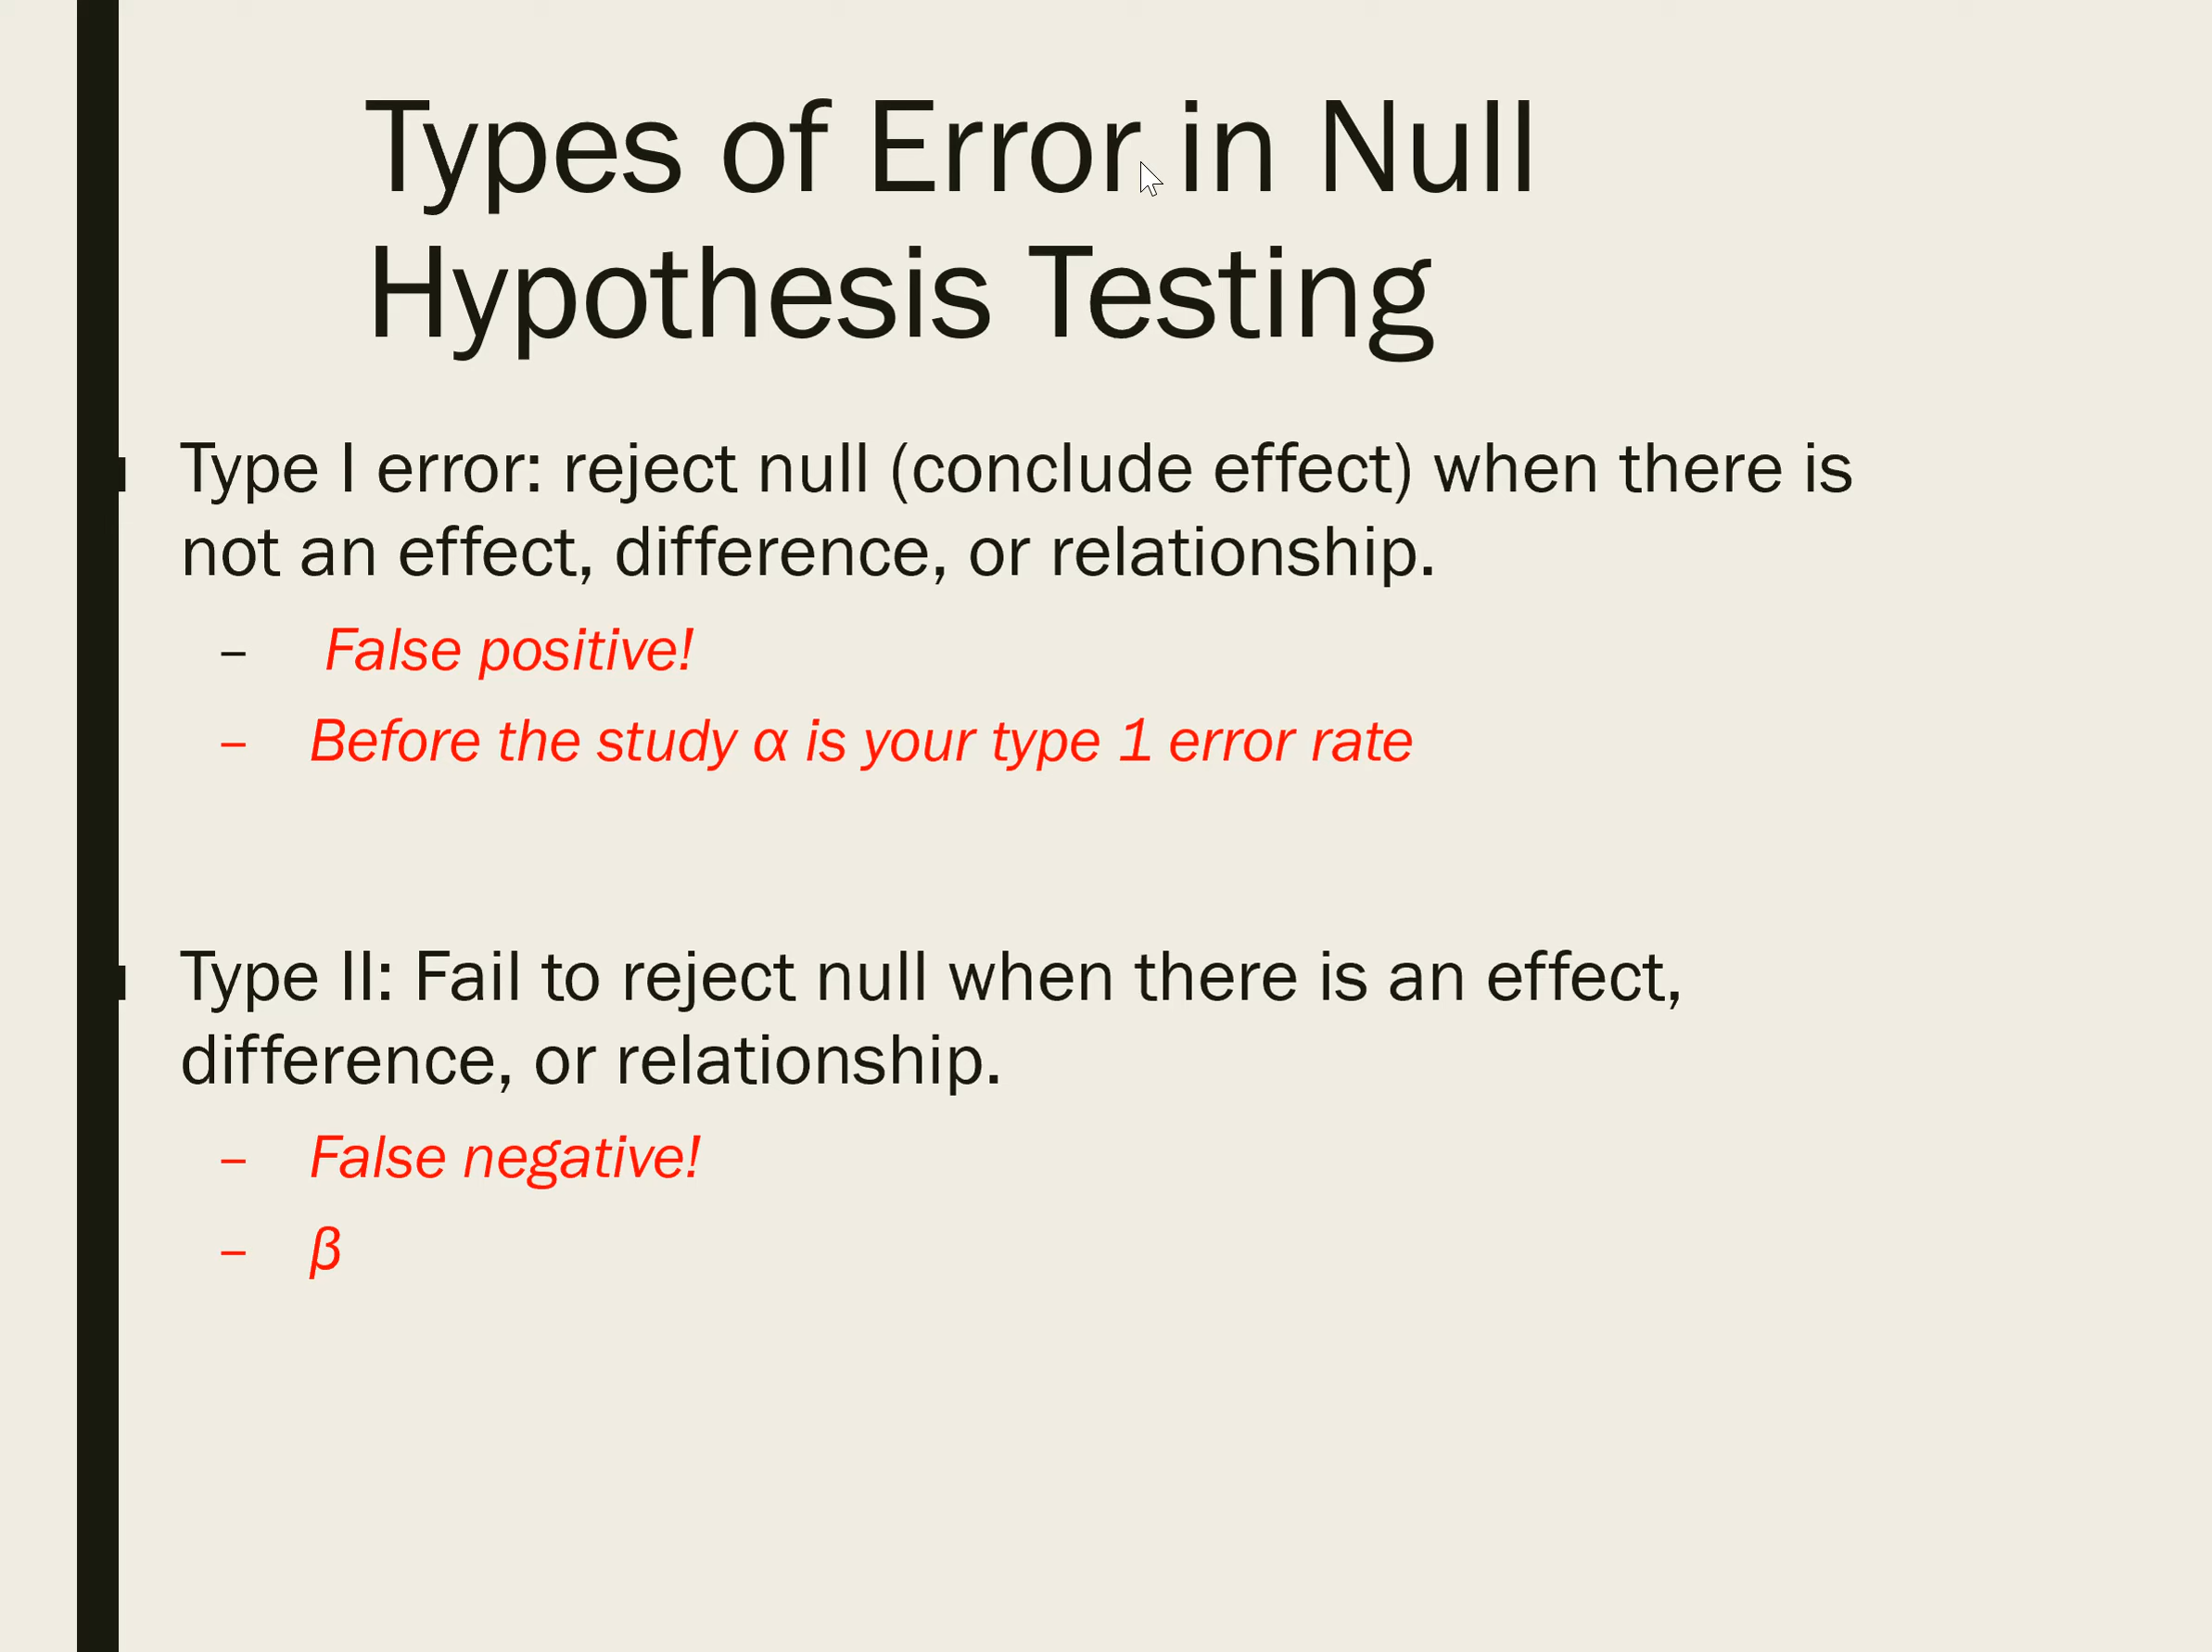 Types of Error in Null
Hypothesis Testing
Type I error: reject null (conclude effect) when there is
not an effect, difference, or relationship.
– False positive!
– Before the study α is your type 1 error rate
Type II: Fail to reject null when there is an effect,
difference, or relationship.
– False negative!
– β